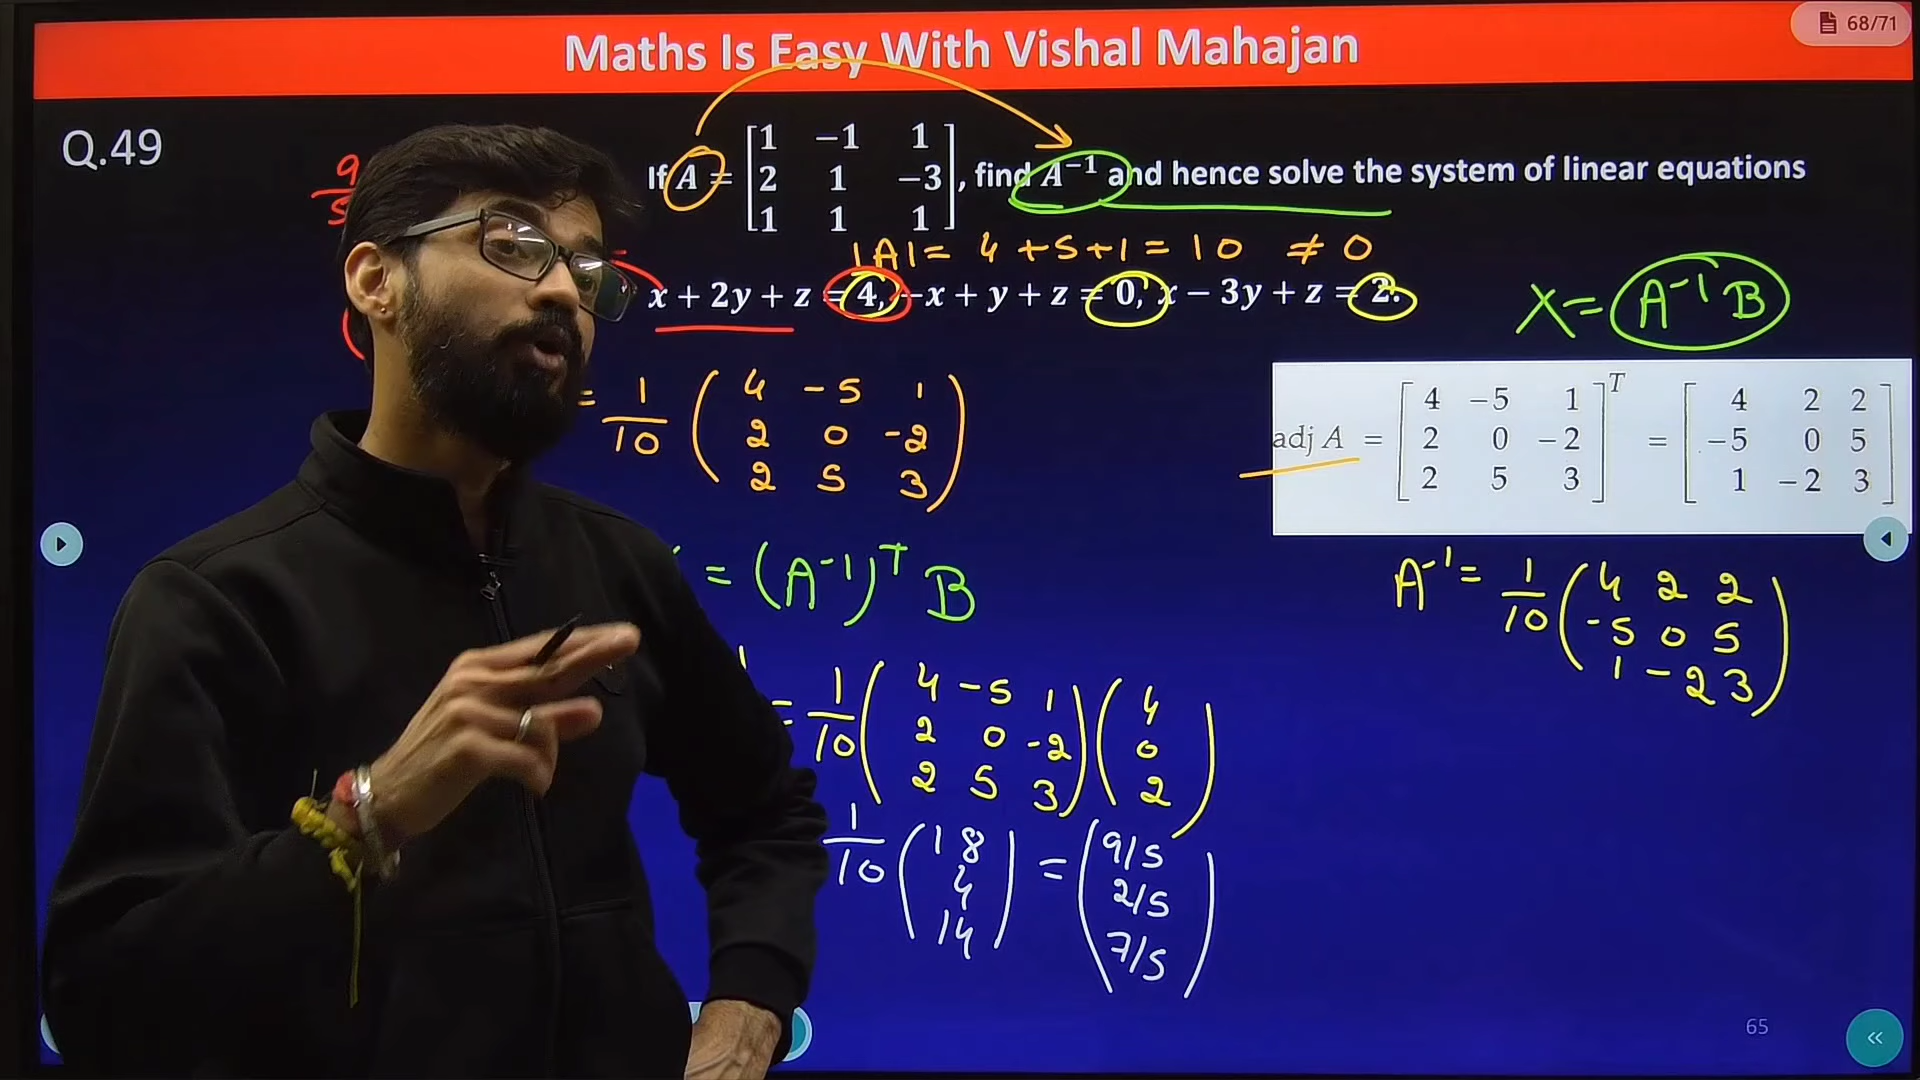 68/71
Maths Is Easy With Vishal Mahajan
Q.49
9
5
If A = [1 −1 1
2 1 −3
1 1 1], find A⁻¹ and hence solve the system of linear equations
|A| = 4 + 5 + 1 = 10 ≠ 0
x + 2y + z = 4, −x + y + z = 0, x − 3y + z = 2.
X = A⁻¹ B
= 1/10 (4 −5 1
2 0 −2
2 5 3)
adj A = [4 −5 1
2 0 −2
2 5 3]ᵀ = [4 2 2
−5 0 5
1 −2 3]
= (A⁻¹)ᵀ B
A⁻¹ = 1/10 (4 2 2
−5 0 5
1 −2 3)
= 1/10 (4 −5 1
2 0 −2
2 5 3) (4
0
2)
1/10 (18
4
14) = (9/5
2/5
7/5)
65